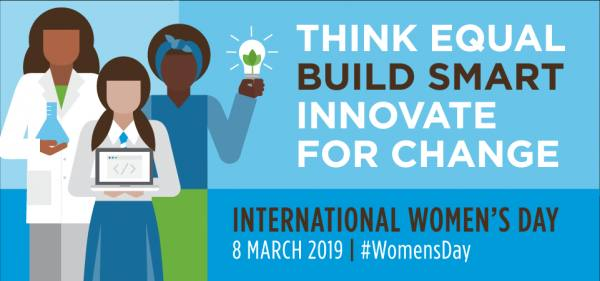 THINK EQUAL
BUILD SMART
INNOVATE
FOR CHANGE
</>
INTERNATIONAL WOMEN'S DAY
8 MARCH 2019 | #WomensDay